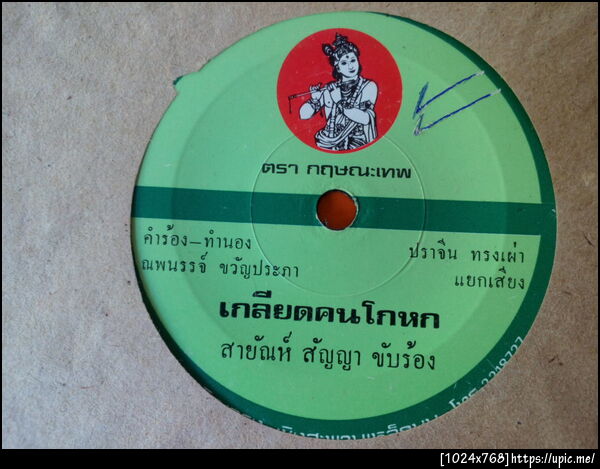 ตรา กฤษณะเทพ
คำร้อง–ทำนอง
ณพนรรจ์ ขวัญประภา
ปราจีน ทรงเผ่า
แยกเสียง
เกลียดคนโกหก
สายัณห์ สัญญา ขับร้อง
โทร.2218727
[1024x768]https://upic.me/